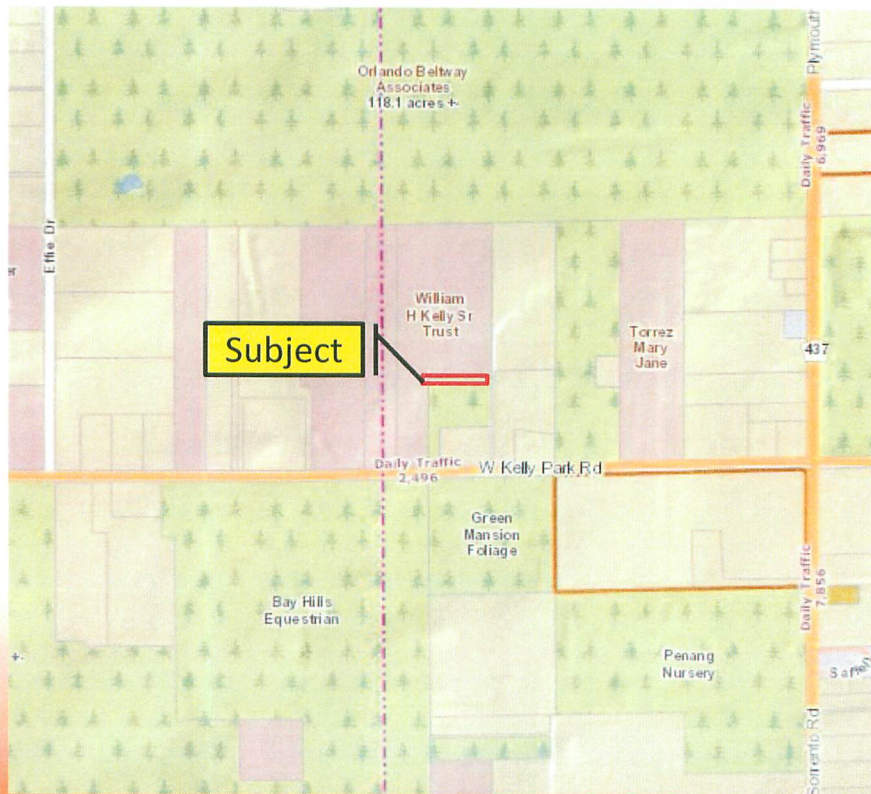 Orlando Beltway
Associates
118.1 acres +-
Plymouth
Daily Traffic
6,969
Effie Dr
er
William
H Kelly Sr
Trust
Subject
Torrez
Mary
Jane
437
Daily Traffic
2,496
W Kelly Park Rd
Green
Mansion
Foliage
Bay Hills
Equestrian
Daily Traffic
7,856
+-
Penang
Nursery
Sorrento Rd